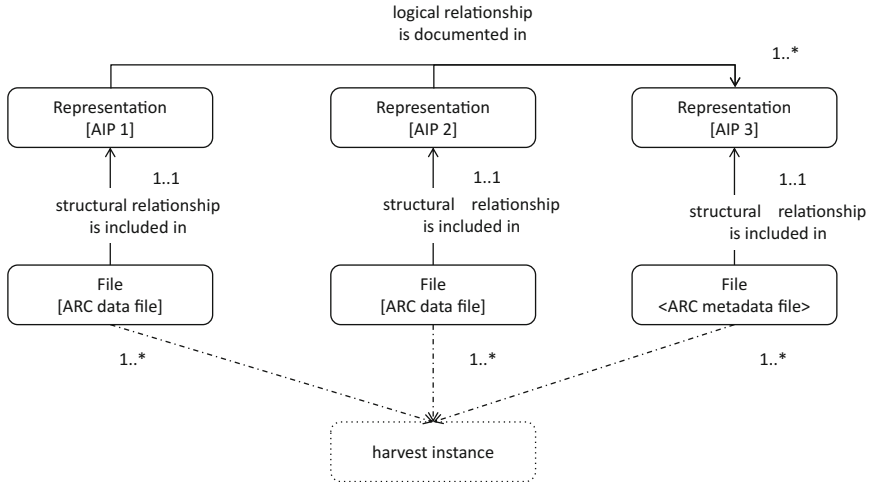 logical relationship
is documented in
1..*
Representation
[AIP 1]
Representation
[AIP 2]
Representation
[AIP 3]
1..1
structural relationship
is included in
1..1
structural relationship
is included in
1..1
structural relationship
is included in
File
[ARC data file]
File
[ARC data file]
File
<ARC metadata file>
1..*
1..*
1..*
harvest instance